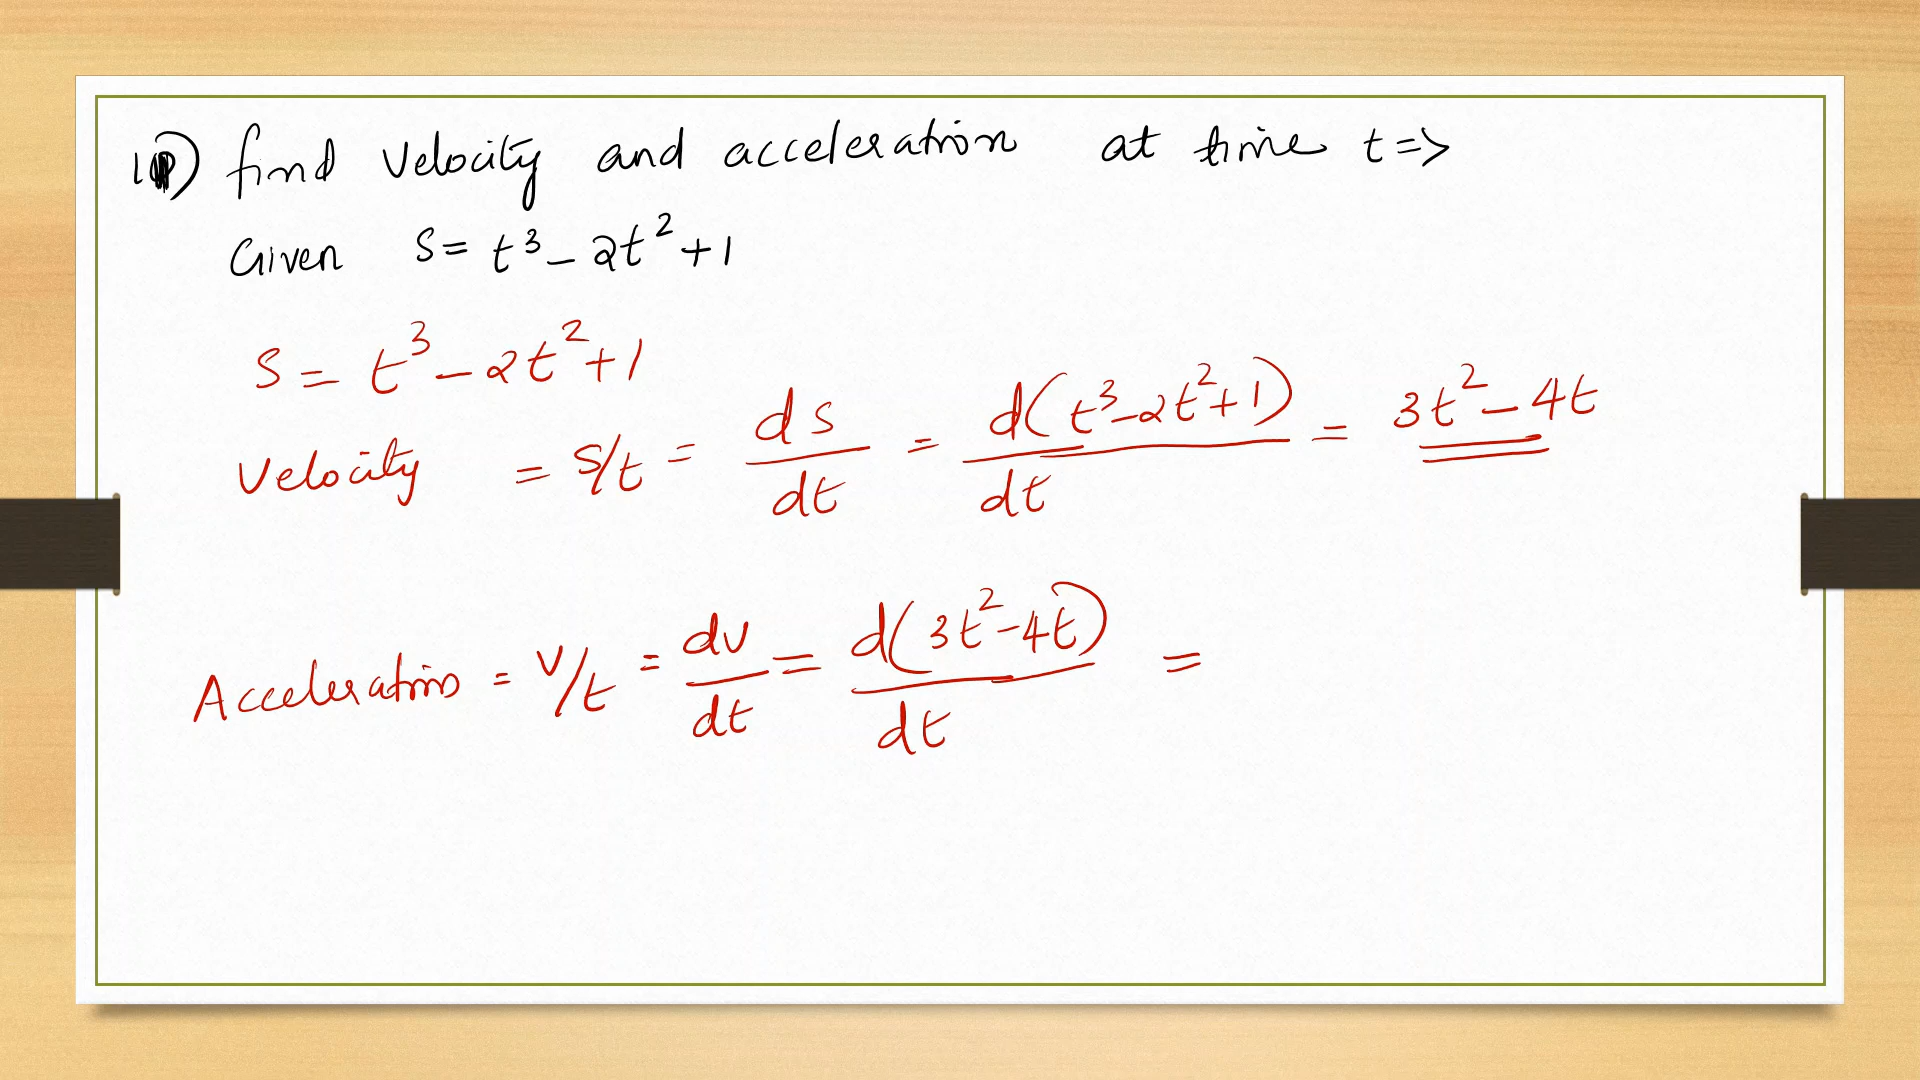 1) find Velocity and acceleration at time t =>
Given S = t³ - 2t² + 1
S = t³ - 2t² + 1
Velocity = S/t = ds/dt = d(t³-2t²+1)/dt = 3t² - 4t
Acceleration = V/t = dv/dt = d(3t²-4t)/dt =